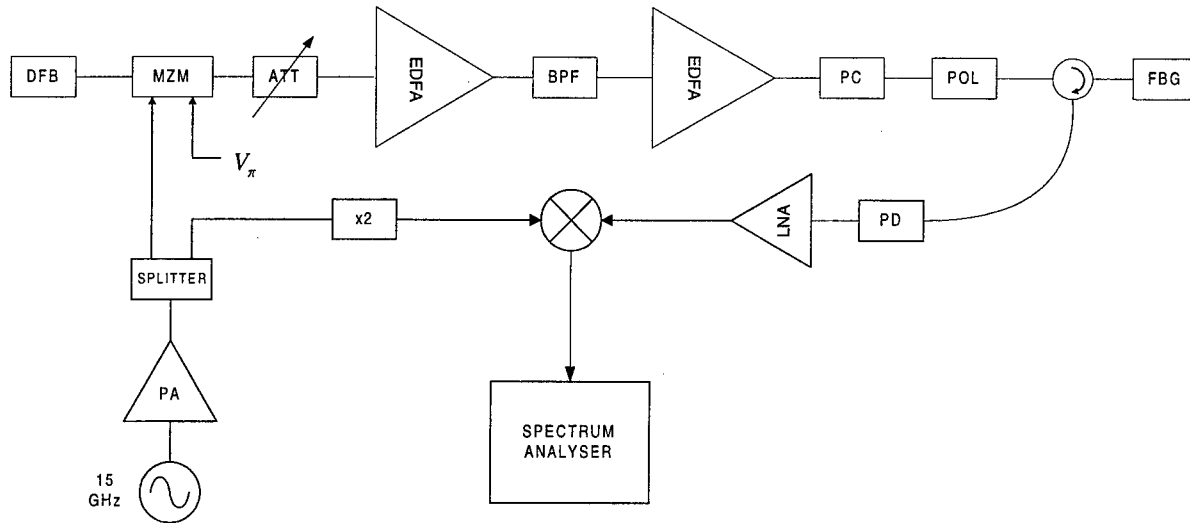 DFB
MZM
ATT
EDFA
BPF
EDFA
PC
POL
FBG
Vπ
x2
LNA
PD
SPLITTER
PA
SPECTRUM
ANALYSER
15
GHz